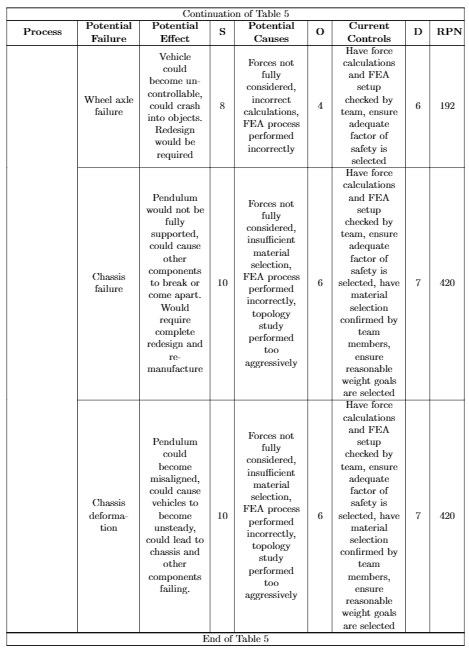 Continuation of Table 5
Process
Potential
Failure
Potential
Effect
S
Potential
Causes
O
Current
Controls
D
RPN
Wheel axle
failure
Vehicle
could
become un-
controllable,
could crash
into objects.
Redesign
would be
required
8
Forces not
fully
considered,
incorrect
calculations,
FEA process
performed
incorrectly
4
Have force
calculations
and FEA
setup
checked by
team, ensure
adequate
factor of
safety is
selected
6
192
Chassis
failure
Pendulum
would not be
fully
supported,
could cause
other
components
to break or
come apart.
Would
require
complete
redesign and
re-
manufacture
10
Forces not
fully
considered,
insufficient
material
selection,
FEA process
performed
incorrectly,
topology
study
performed
too
aggressively
6
Have force
calculations
and FEA
setup
checked by
team, ensure
adequate
factor of
safety is
selected, have
material
selection
confirmed by
team
members,
ensure
reasonable
weight goals
are selected
7
420
Chassis
deforma-
tion
Pendulum
could
become
misaligned,
could cause
vehicles to
become
unsteady,
could lead to
chassis and
other
components
failing.
10
Forces not
fully
considered,
insufficient
material
selection,
FEA process
performed
incorrectly,
topology
study
performed
too
aggressively
6
Have force
calculations
and FEA
setup
checked by
team, ensure
adequate
factor of
safety is
selected, have
material
selection
confirmed by
team
members,
ensure
reasonable
weight goals
are selected
7
420
End of Table 5